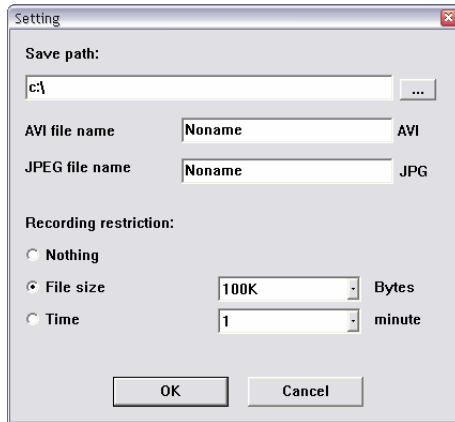 Setting
Save path:
c:\
...
AVI file name Noname AVI
JPEG file name Noname JPG
Recording restriction:
Nothing
File size 100K Bytes
Time 1 minute
OK Cancel